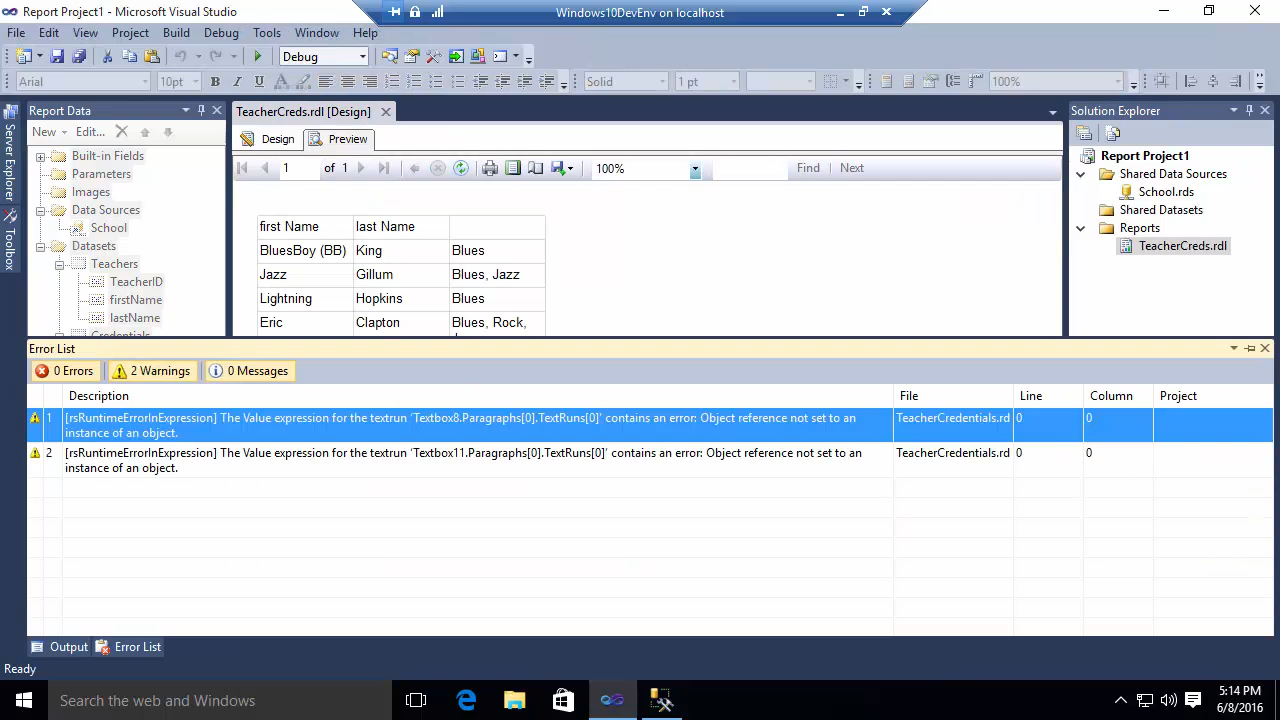 Report Project1 - Microsoft Visual Studio
Windows10DevEnv on localhost
File Edit View Project Build Debug Tools Window Help
Debug
Arial 10pt B I U A Solid 1 pt 100%
Server Explorer
Toolbox
Report Data
New Edit...
Built-in Fields
Parameters
Images
Data Sources
School
Datasets
Teachers
TeacherID
firstName
lastName
Credentials
TeacherCreds.rdl [Design]
Design Preview
1 of 1 100% Find Next
first Name last Name
BluesBoy (BB) King Blues
Jazz Gillum Blues, Jazz
Lightning Hopkins Blues
Eric Clapton Blues, Rock,
Solution Explorer
Report Project1
Shared Data Sources
School.rds
Shared Datasets
Reports
TeacherCreds.rdl
Error List
0 Errors 2 Warnings 0 Messages
Description File Line Column Project
1 [rsRuntimeErrorInExpression] The Value expression for the textrun ‘Textbox8.Paragraphs[0].TextRuns[0]’ contains an error: Object reference not set to an TeacherCredentials.rd 0 0
instance of an object.
2 [rsRuntimeErrorInExpression] The Value expression for the textrun ‘Textbox11.Paragraphs[0].TextRuns[0]’ contains an error: Object reference not set to an TeacherCredentials.rd 0 0
instance of an object.
Output Error List
Ready
Search the web and Windows
5:14 PM
6/8/2016